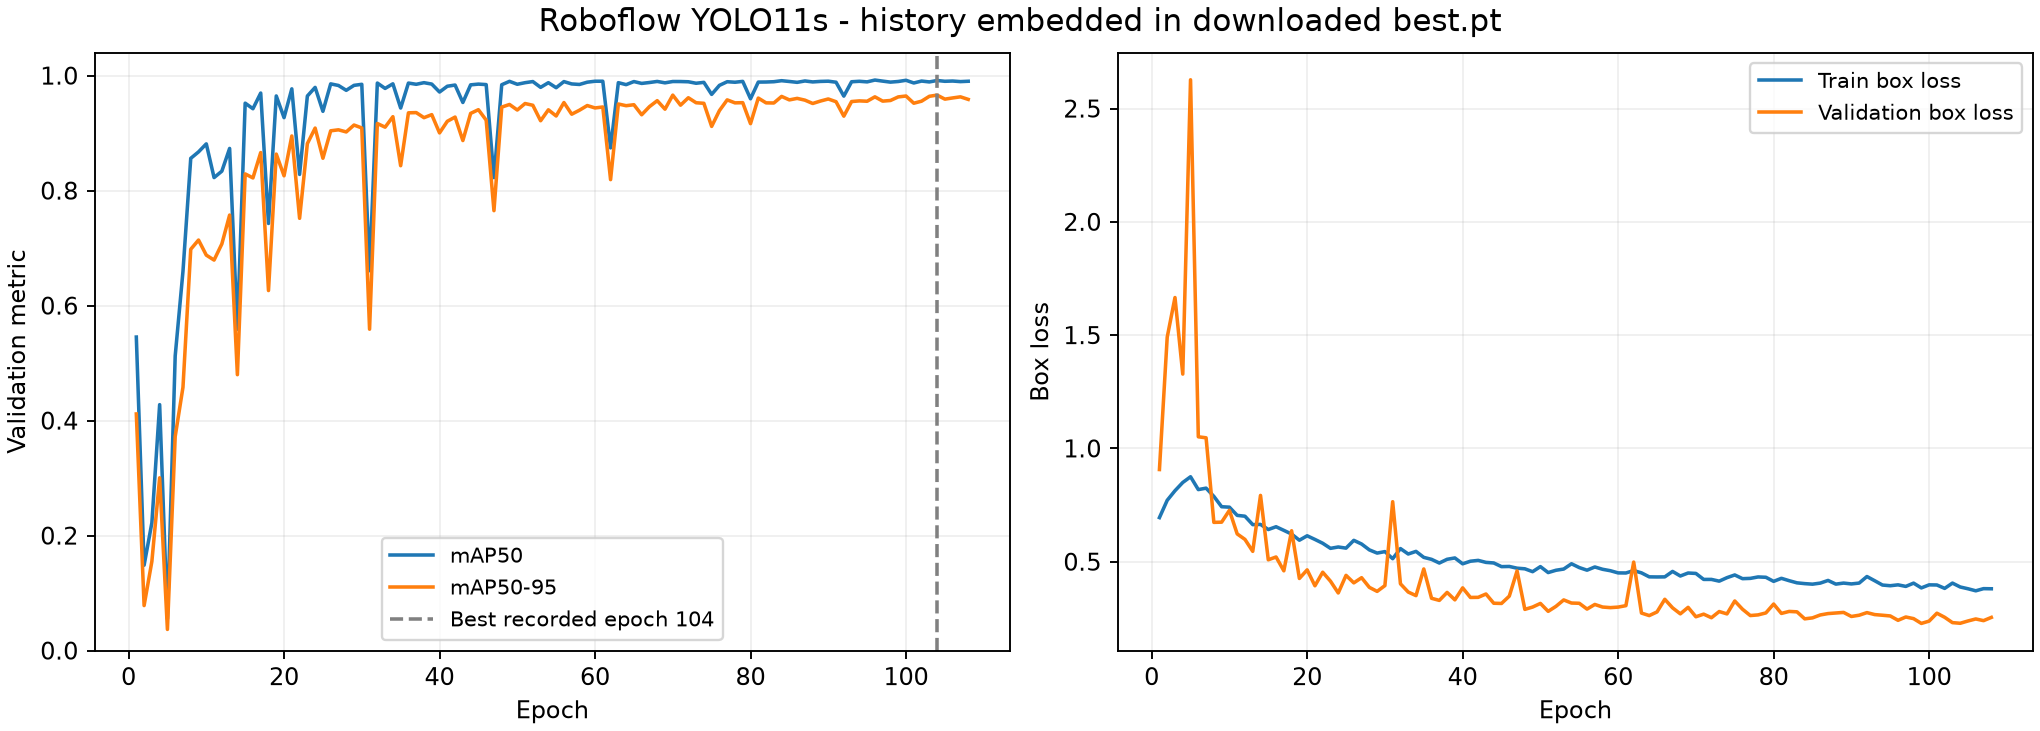 Roboflow YOLO11s - history embedded in downloaded best.pt
Validation metric
1.0
0.8
0.6
0.4
0.2
0.0
mAP50
mAP50-95
Best recorded epoch 104
0 20 40 60 80 100
Epoch
Box loss
2.5
2.0
1.5
1.0
0.5
Train box loss
Validation box loss
0 20 40 60 80 100
Epoch